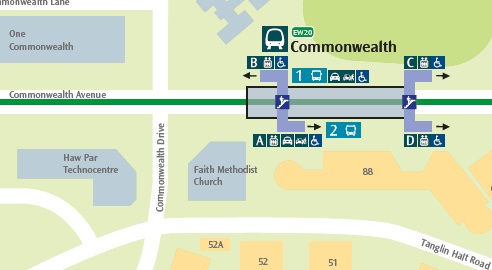 mmonwealth Lane
One
Commonwealth
EW20
Commonwealth
B
1
C
Commonwealth Avenue
A
2
D
Commonwealth Drive
Haw Par
Technocentre
Faith Methodist
Church
88
52A
52
51
Tanglin Halt Road